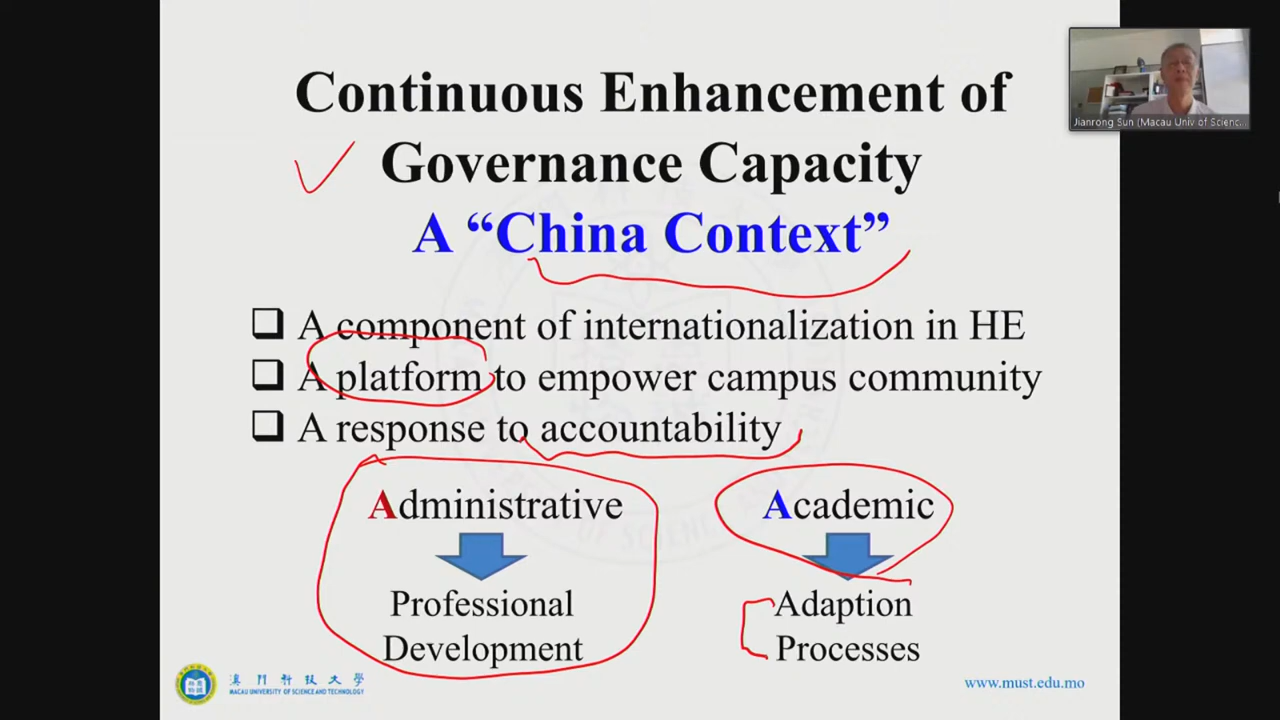 Continuous Enhancement of
Governance Capacity
A “China Context”
❑ A component of internationalization in HE
❑ A platform to empower campus community
❑ A response to accountability
Administrative
Academic
Professional
Development
Adaption
Processes
澳門科技大學
MACAU UNIVERSITY OF SCIENCE AND TECHNOLOGY
www.must.edu.mo
Jianrong Sun (Macau Univ of Scienc...